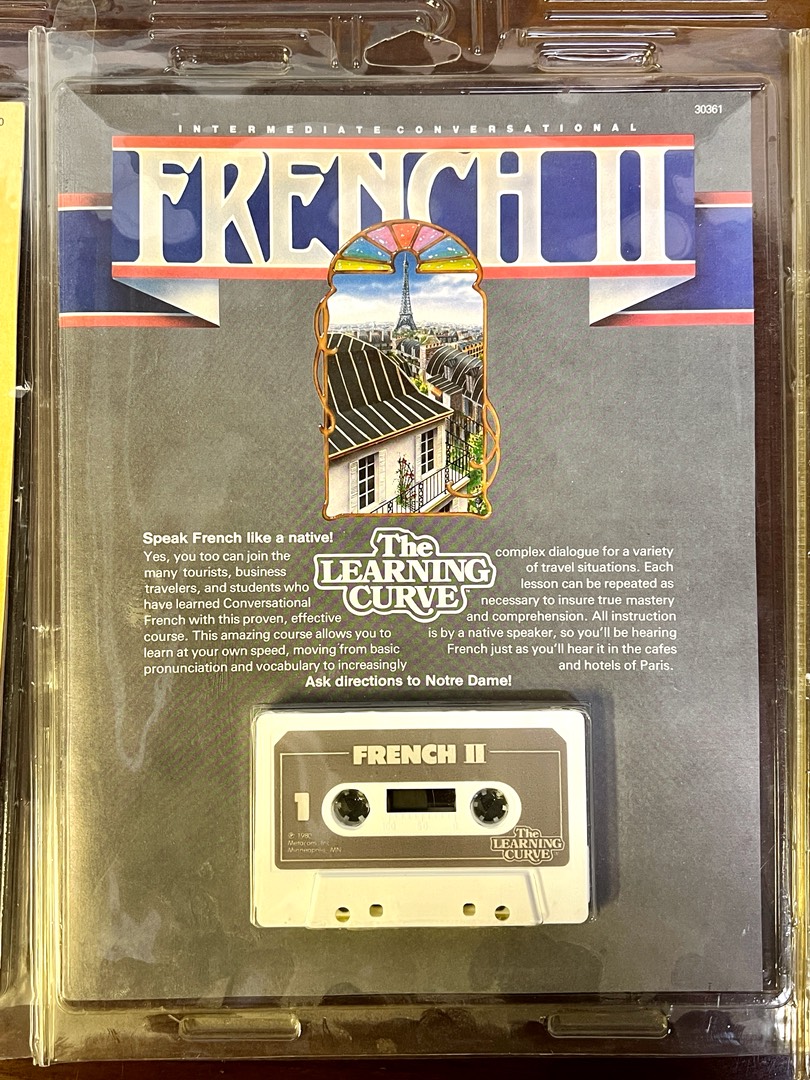 0
30361
INTERMEDIATE CONVERSATIONAL
FRENCH II
Speak French like a native!
Yes, you too can join the
many tourists, business
travelers, and students who
have learned Conversational
French with this proven, effective
course. This amazing course allows you to
learn at your own speed, moving from basic
pronunciation and vocabulary to increasingly
The
LEARNING
CURVE
complex dialogue for a variety
of travel situations. Each
lesson can be repeated as
necessary to insure true mastery
and comprehension. All instruction
is by a native speaker, so you'll be hearing
French just as you'll hear it in the cafes
and hotels of Paris.
Ask directions to Notre Dame!
FRENCH II
1
Metacom, Inc.
Minneapolis, MN
The
LEARNING
CURVE